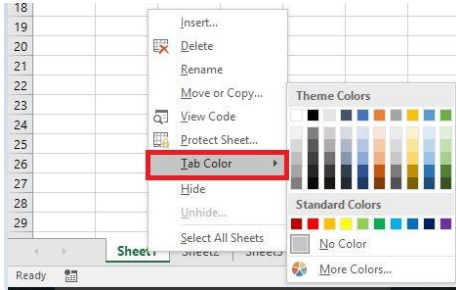 18
19
20
21
22
23
24
25
26
27
28
29
Insert...
Delete
Rename
Move or Copy...
View Code
Protect Sheet...
Tab Color
Hide
Unhide...
Select All Sheets
Theme Colors
Standard Colors
No Color
More Colors...
Sheet1 Sheet2 Sheet3
Ready